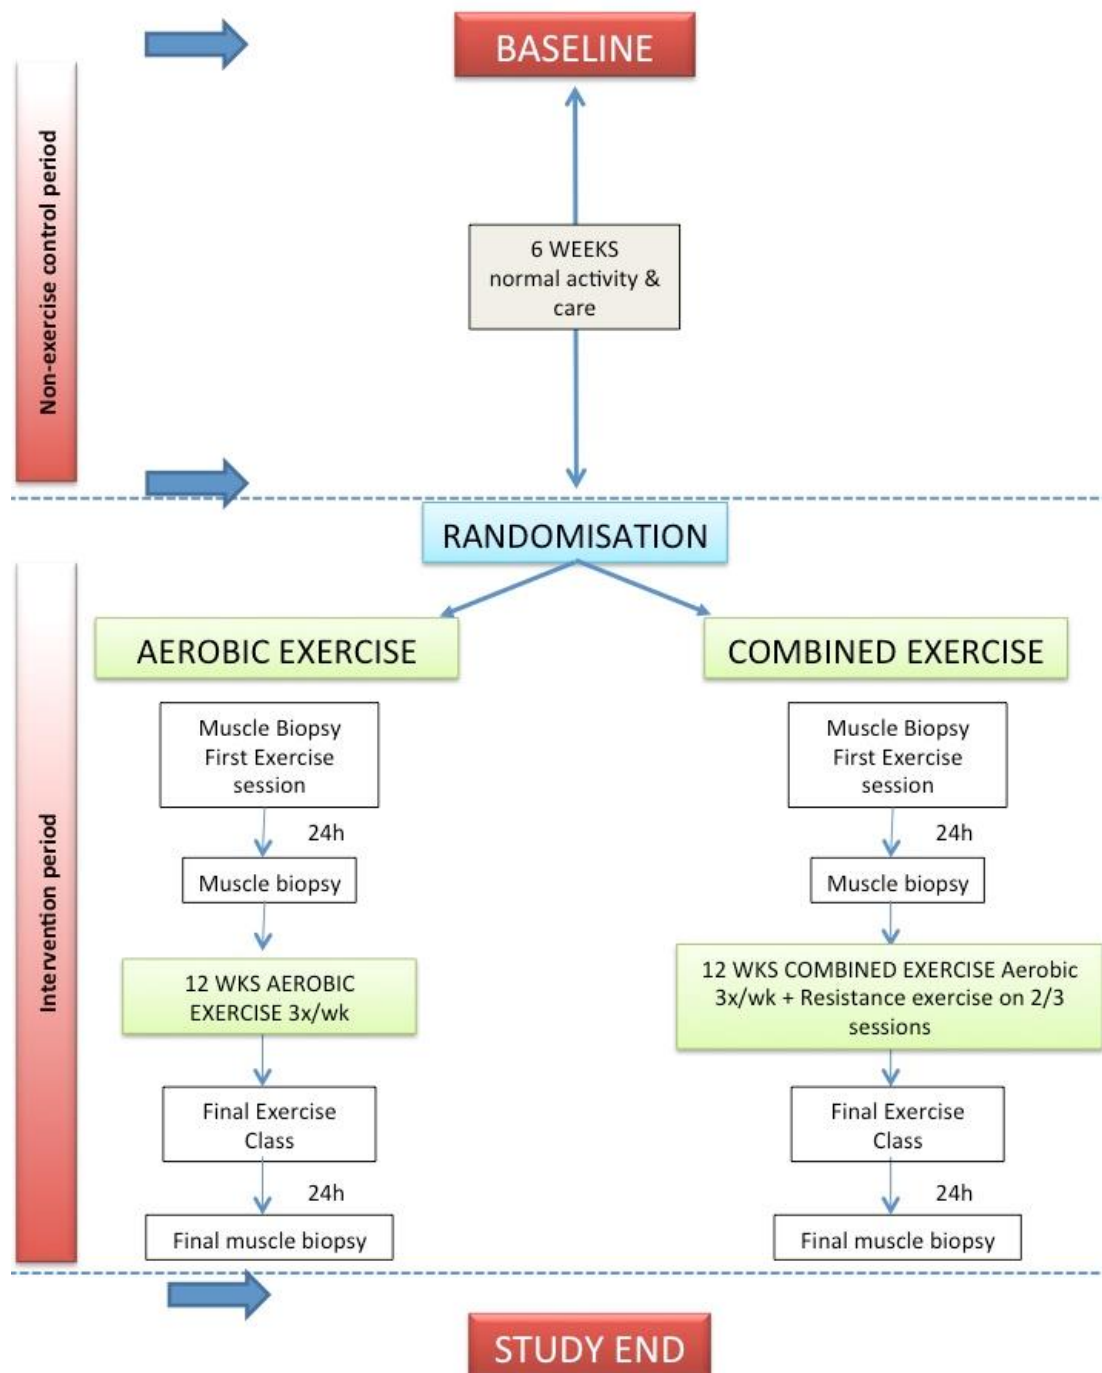 BASELINE
Non-exercise control period
6 WEEKS
normal activity &
care
RANDOMISATION
AEROBIC EXERCISE
COMBINED EXERCISE
Intervention period
Muscle Biopsy
First Exercise
session
24h
Muscle biopsy
12 WKS AEROBIC
EXERCISE 3x/wk
Final Exercise
Class
24h
Final muscle biopsy
Muscle Biopsy
First Exercise
session
24h
Muscle biopsy
12 WKS COMBINED EXERCISE Aerobic
3x/wk + Resistance exercise on 2/3
sessions
Final Exercise
Class
24h
Final muscle biopsy
STUDY END